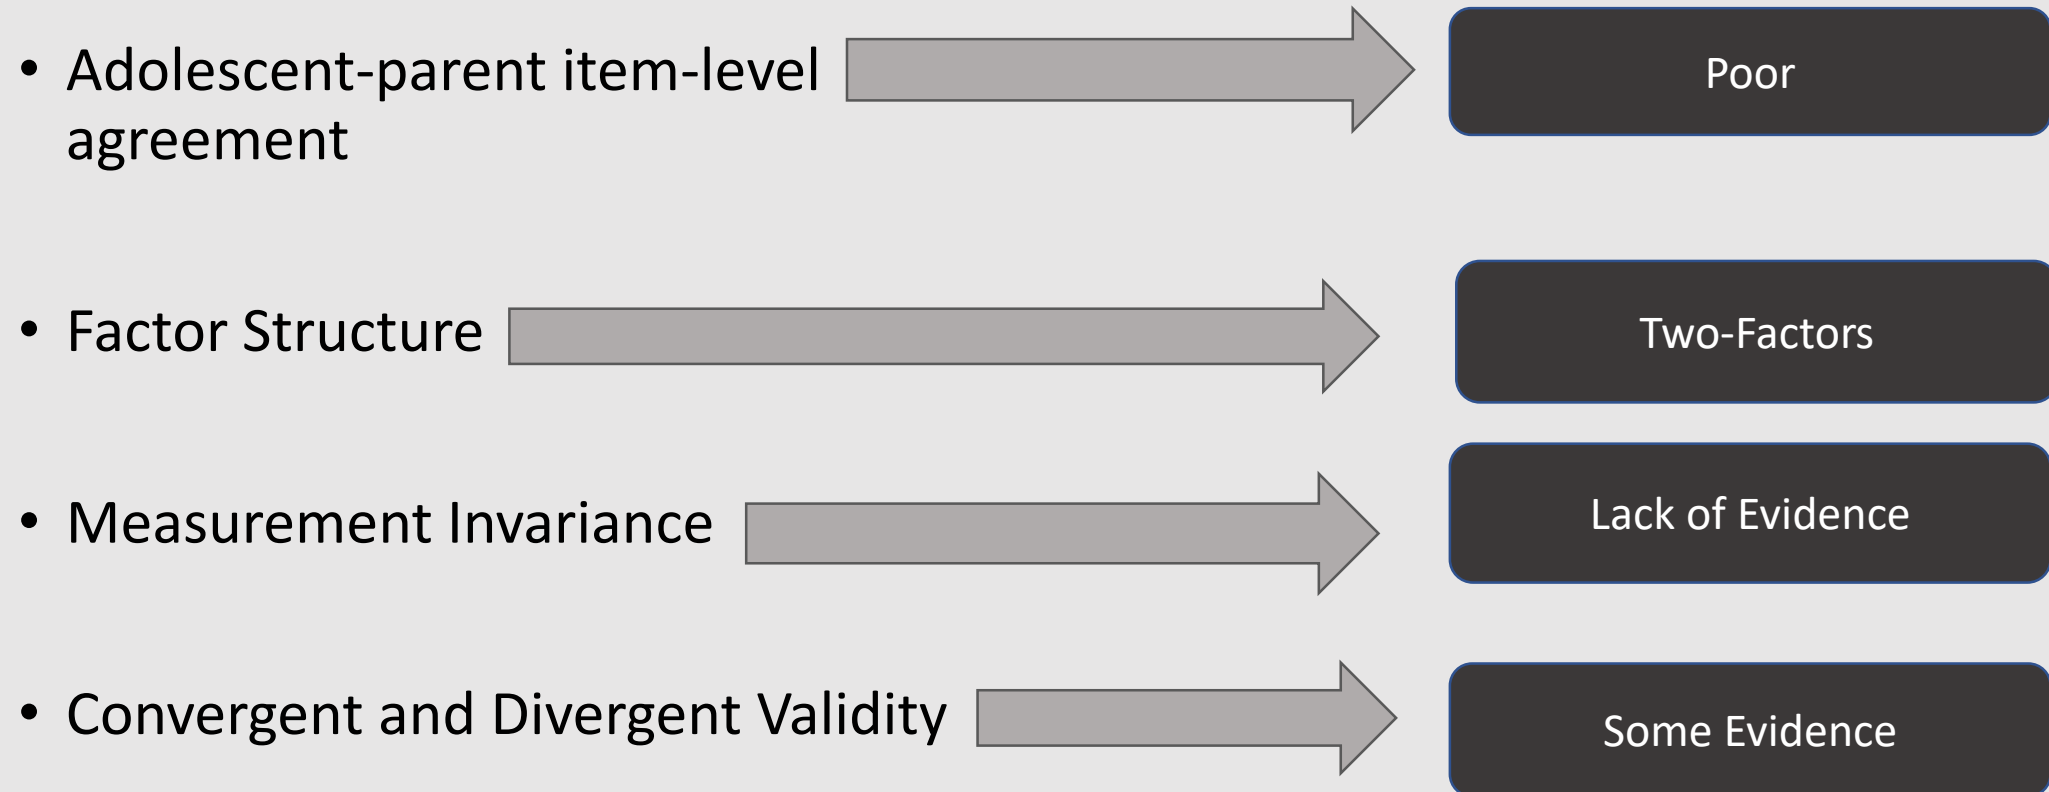 • Adolescent-parent item-level
agreement
Poor
• Factor Structure
Two-Factors
• Measurement Invariance
Lack of Evidence
• Convergent and Divergent Validity
Some Evidence